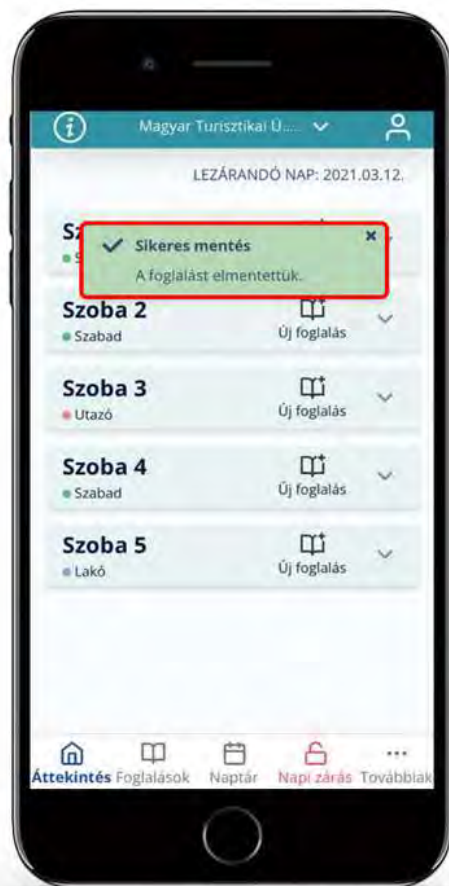 Magyar Turisztikai Ü.....
LEZÁRANDÓ NAP: 2021.03.12.
Sikeres mentés
A foglalást elmentettük.
Szoba 2
Szabad
Új foglalás
Szoba 3
Utazó
Új foglalás
Szoba 4
Szabad
Új foglalás
Szoba 5
Lakó
Új foglalás
Áttekintés Foglalások Naptár Napi zárás Továbbiak